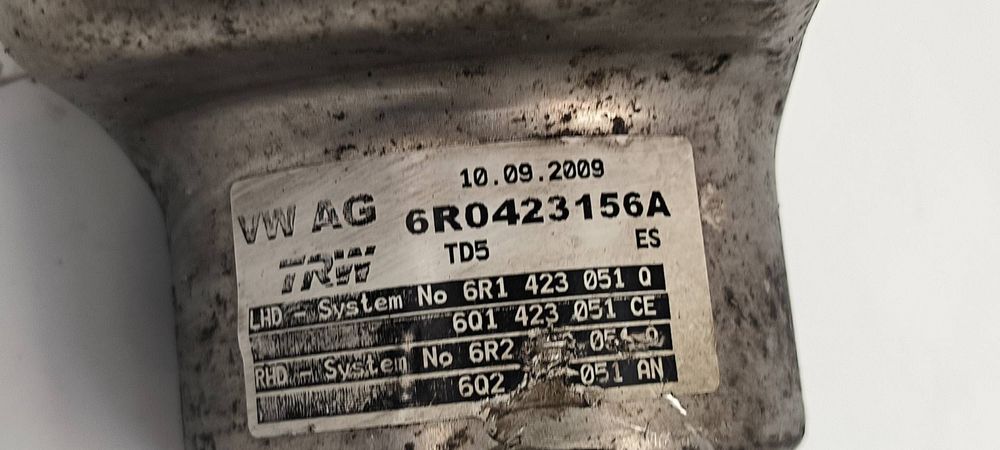 10.09.2009
VW AG 6R0423156A
TRW TD5 ES
LHD - System No 6R1 423 051 Q
6Q1 423 051 CE
RHD - System No 6R2 051 Q
6Q2 051 AN